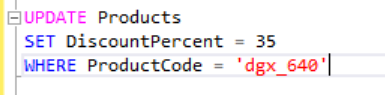 UPDATE Products
SET DiscountPercent = 35
WHERE ProductCode = 'dgx_640'